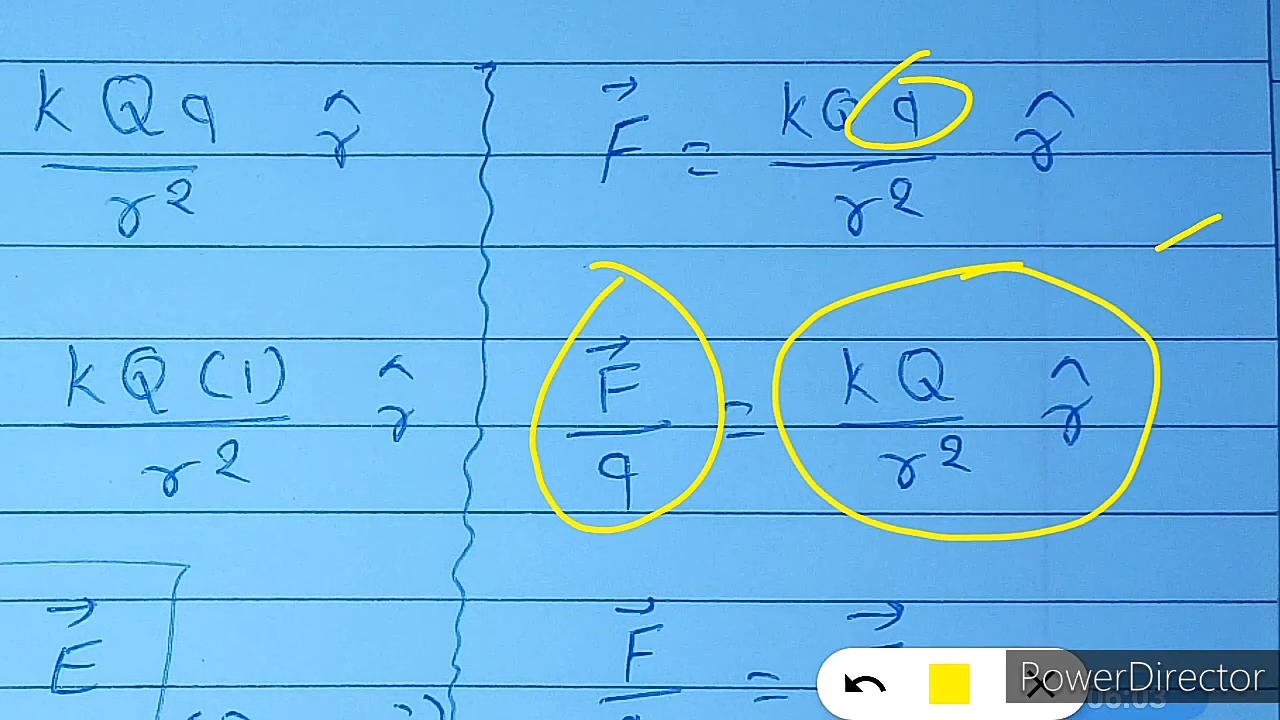 kQq/r² r̂
F⃗ = kQq/r² r̂
kQ(1)/r² r̂
F⃗/q = kQ/r² r̂
E⃗
F⃗
=
PowerDirector